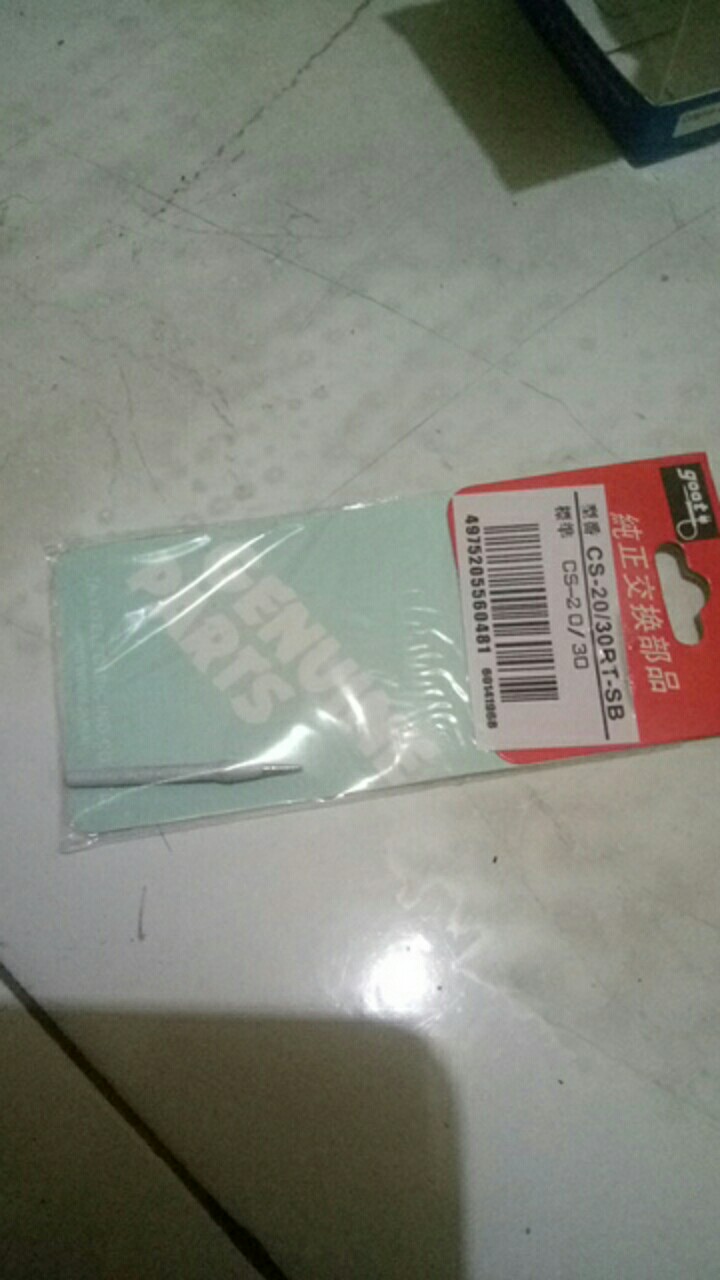 goot
純正交換部品
型番 CS-20/30RT-SB
標準 CS-20/30
4975205560481
GENUINE
PARTS